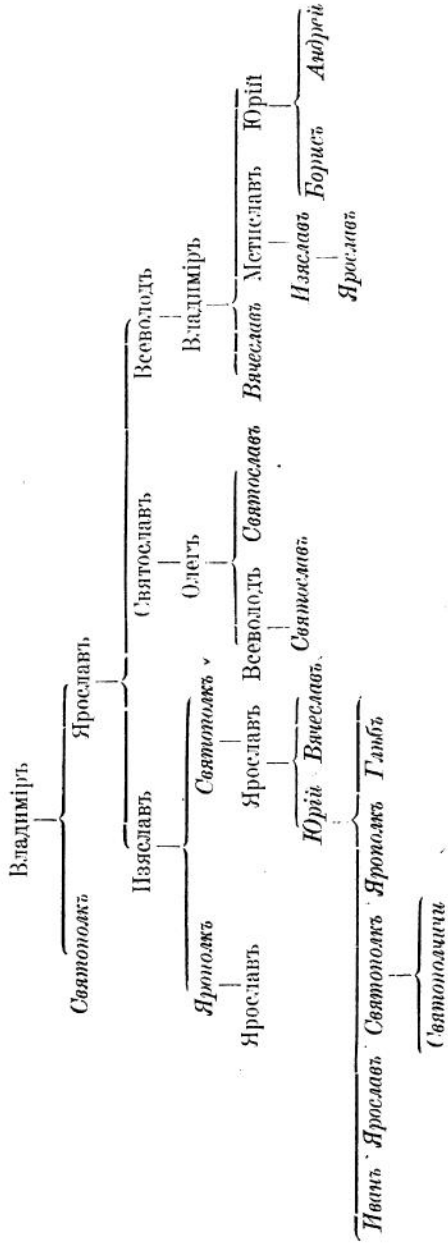 Владиміръ
Святополкъ Ярославъ
Изяславъ Святославъ Всеволодъ
Ярополкъ Святополкъ Олегъ Владиміръ
Ярославъ Ярославъ Всеволодъ Святославъ Вячеславъ Мстиславъ Юрій
Юрій Вячеславъ Святославъ Изяславъ Борисъ Андрей
Иванъ Ярославъ Святополкъ Ярополкъ Глѣбъ Ярославъ
Святополчичи